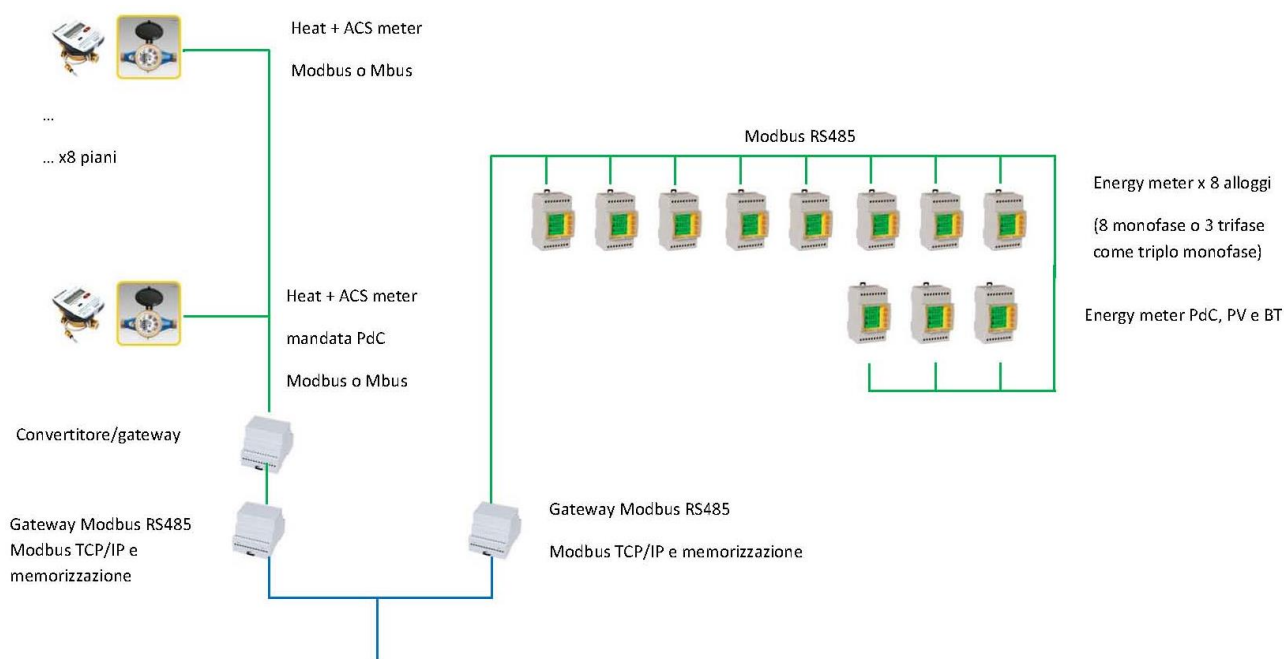 Heat + ACS meter
Modbus o Mbus
...
... x8 piani
Heat + ACS meter
mandata PdC
Modbus o Mbus
Convertitore/gateway
Gateway Modbus RS485
Modbus TCP/IP e
memorizzazione
Modbus RS485
Energy meter x 8 alloggi
(8 monofase o 3 trifase
come triplo monofase)
Energy meter PdC, PV e BT
Gateway Modbus RS485
Modbus TCP/IP e memorizzazione